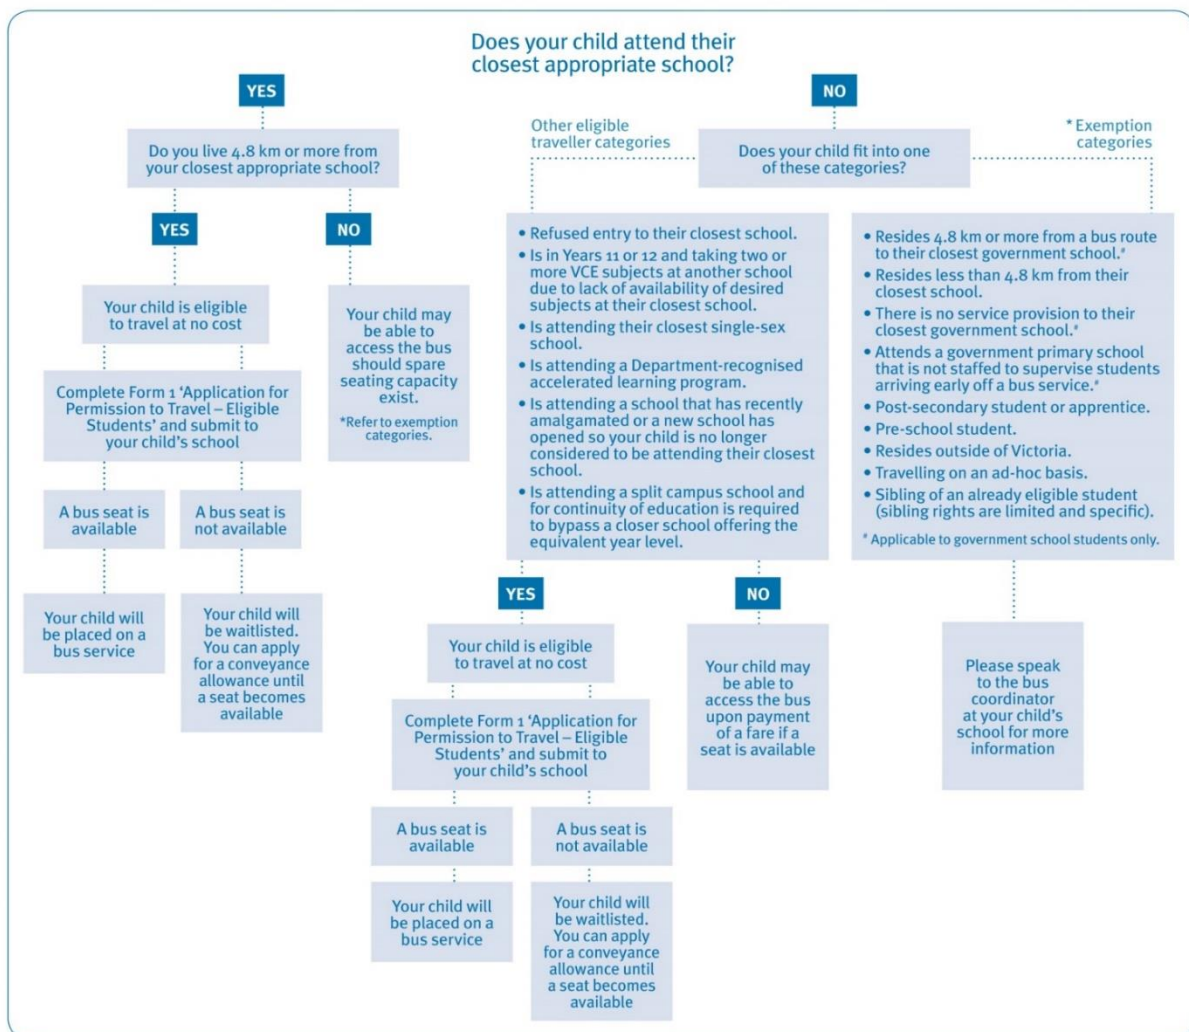 Does your child attend their
closest appropriate school?
YES
Do you live 4.8 km or more from
your closest appropriate school?
YES
Your child is eligible
to travel at no cost
Complete Form 1 ‘Application for
Permission to Travel – Eligible
Students’ and submit to
your child’s school
A bus seat is
available
Your child will
be placed on a
bus service
A bus seat is
not available
Your child will
be waitlisted.
You can apply
for a conveyance
allowance until
a seat becomes
available
NO
Your child may
be able to
access the bus
should spare
seating capacity
exist.
*Refer to exemption
categories.
NO
Does your child fit into one
of these categories?
Other eligible
traveller categories
• Refused entry to their closest school.
• Is in Years 11 or 12 and taking two or
more VCE subjects at another school
due to lack of availability of desired
subjects at their closest school.
• Is attending their closest single-sex
school.
• Is attending a Department-recognised
accelerated learning program.
• Is attending a school that has recently
amalgamated or a new school has
opened so your child is no longer
considered to be attending their closest
school.
• Is attending a split campus school and
for continuity of education is required
to bypass a closer school offering the
equivalent year level.
YES
Your child is eligible
to travel at no cost
Complete Form 1 ‘Application for
Permission to Travel – Eligible
Students’ and submit to
your child’s school
A bus seat is
available
Your child will
be placed on a
bus service
A bus seat is
not available
Your child will
be waitlisted.
You can apply
for a conveyance
allowance until
a seat becomes
available
NO
Your child may
be able to
access the bus
upon payment
of a fare if a
seat is available
* Exemption
categories
• Resides 4.8 km or more from a bus route
to their closest government school.#
• Resides less than 4.8 km from their
closest school.
• There is no service provision to their
closest government school.#
• Attends a government primary school
that is not staffed to supervise students
arriving early off a bus service.#
• Post-secondary student or apprentice.
• Pre-school student.
• Resides outside of Victoria.
• Travelling on an ad-hoc basis.
• Sibling of an already eligible student
(sibling rights are limited and specific).
# Applicable to government school students only.
Please speak
to the bus
coordinator
at your child’s
school for more
information